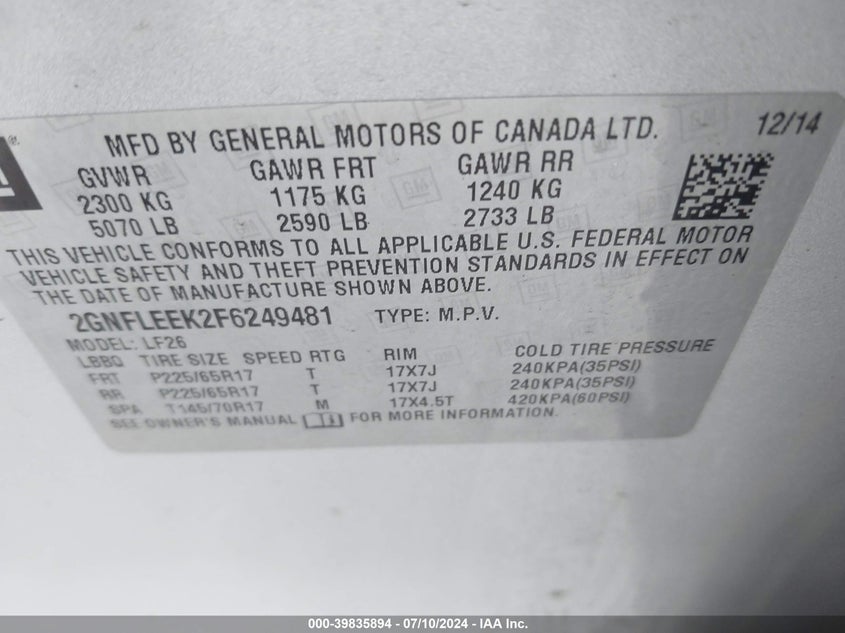 MFD BY GENERAL MOTORS OF CANADA LTD. 12/14
GVWR GAWR FRT GAWR RR
2300 KG 1175 KG 1240 KG
5070 LB 2590 LB 2733 LB
THIS VEHICLE CONFORMS TO ALL APPLICABLE U.S. FEDERAL MOTOR
VEHICLE SAFETY AND THEFT PREVENTION STANDARDS IN EFFECT ON
THE DATE OF MANUFACTURE SHOWN ABOVE.
2GNFLEEK2F6249481 TYPE: M.P.V.
MODEL: LF26
LBBQ TIRE SIZE SPEED RTG RIM COLD TIRE PRESSURE
FRT P225/65R17 T 17X7J 240KPA(35PSI)
RR P225/65R17 T 17X7J 240KPA(35PSI)
SPA T145/70R17 M 17X4.5T 420KPA(60PSI)
SEE OWNER'S MANUAL FOR MORE INFORMATION.
000-39835894 - 07/10/2024 - IAA Inc.